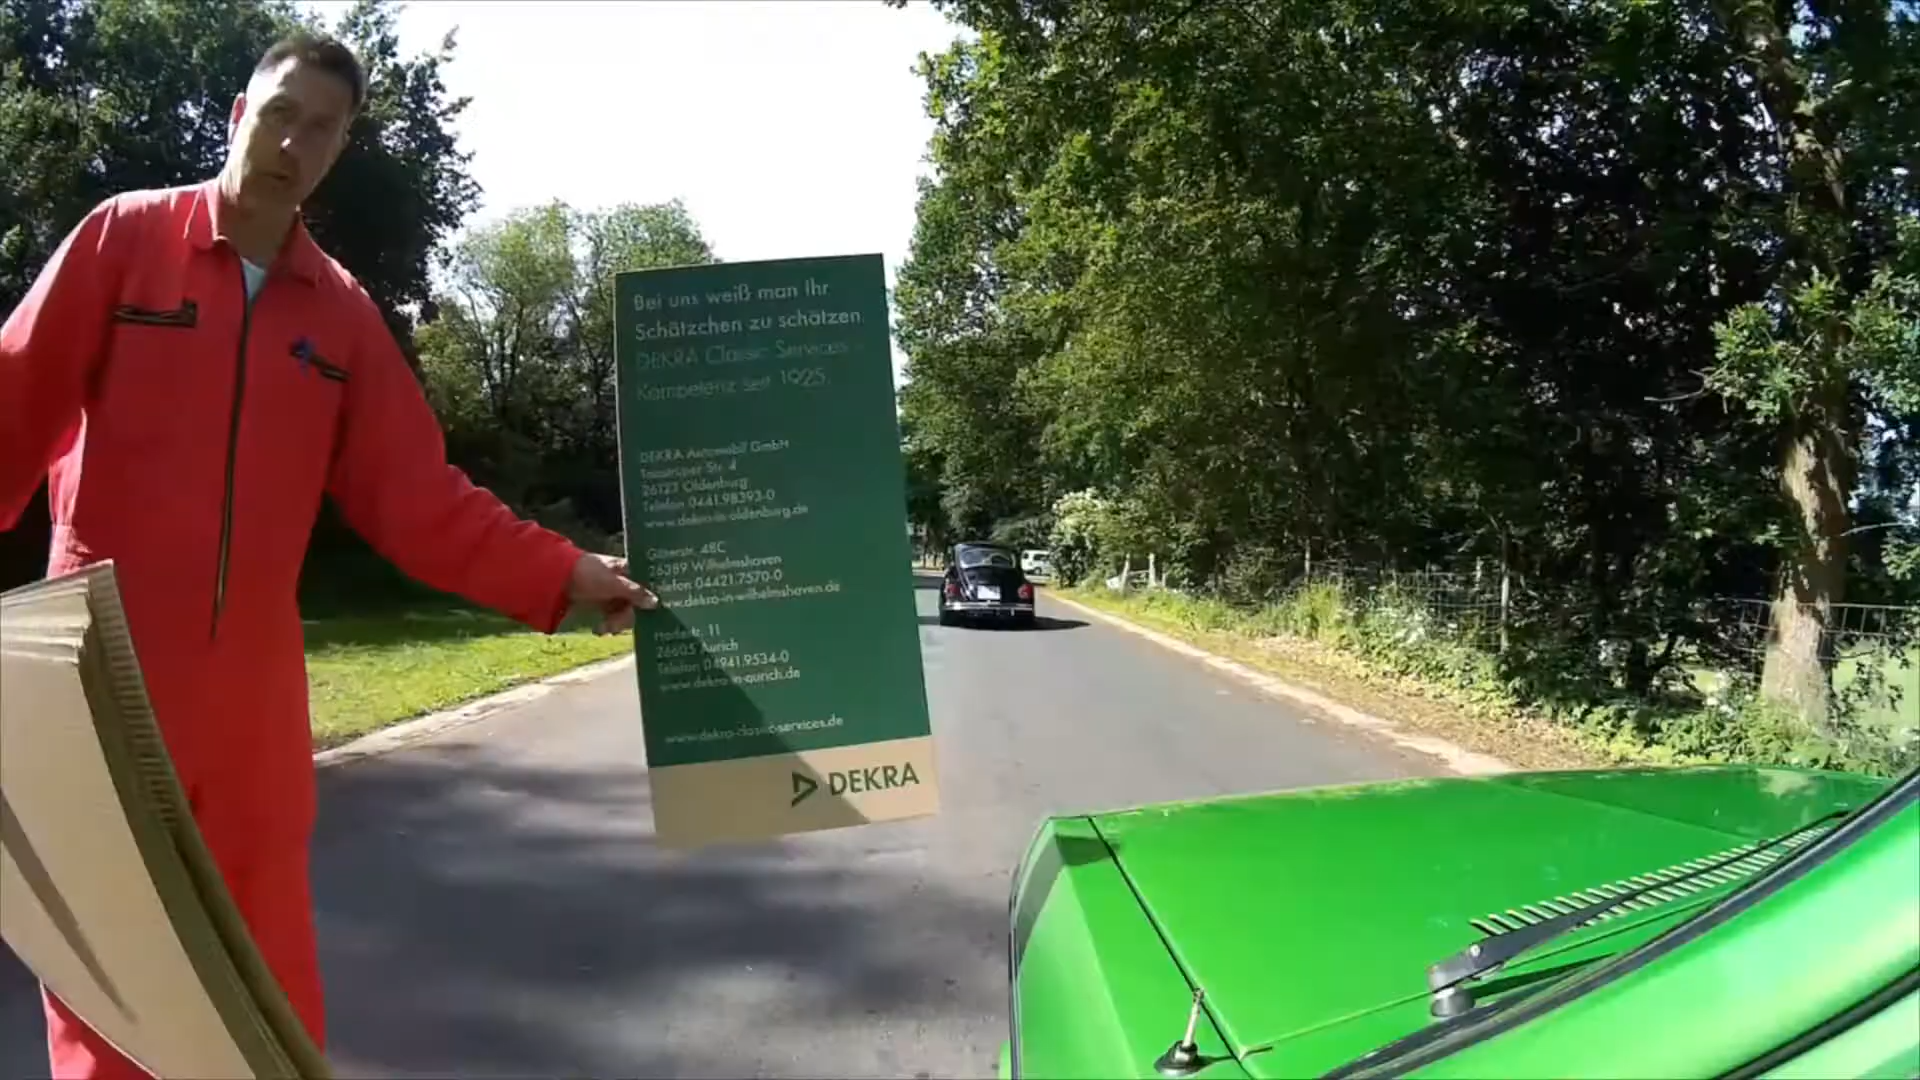 Bei uns weiß man Ihr
Schätzchen zu schätzen.
DEKRA Classic Services –
Kompetenz seit 1925.
DEKRA Automobil GmbH
Str. 4
26123 Oldenburg
Telefon 0441.98393-0
www.dekra-in-oldenburg.de
Güterstr. 48C
26389 Wilhelmshaven
Telefon 04421.7570-0
www.dekra-in-wilhelmshaven.de
11
26605 Aurich
Telefon 04941.9534-0
www.dekra-in-aurich.de
www.dekra-classicservices.de
DEKRA